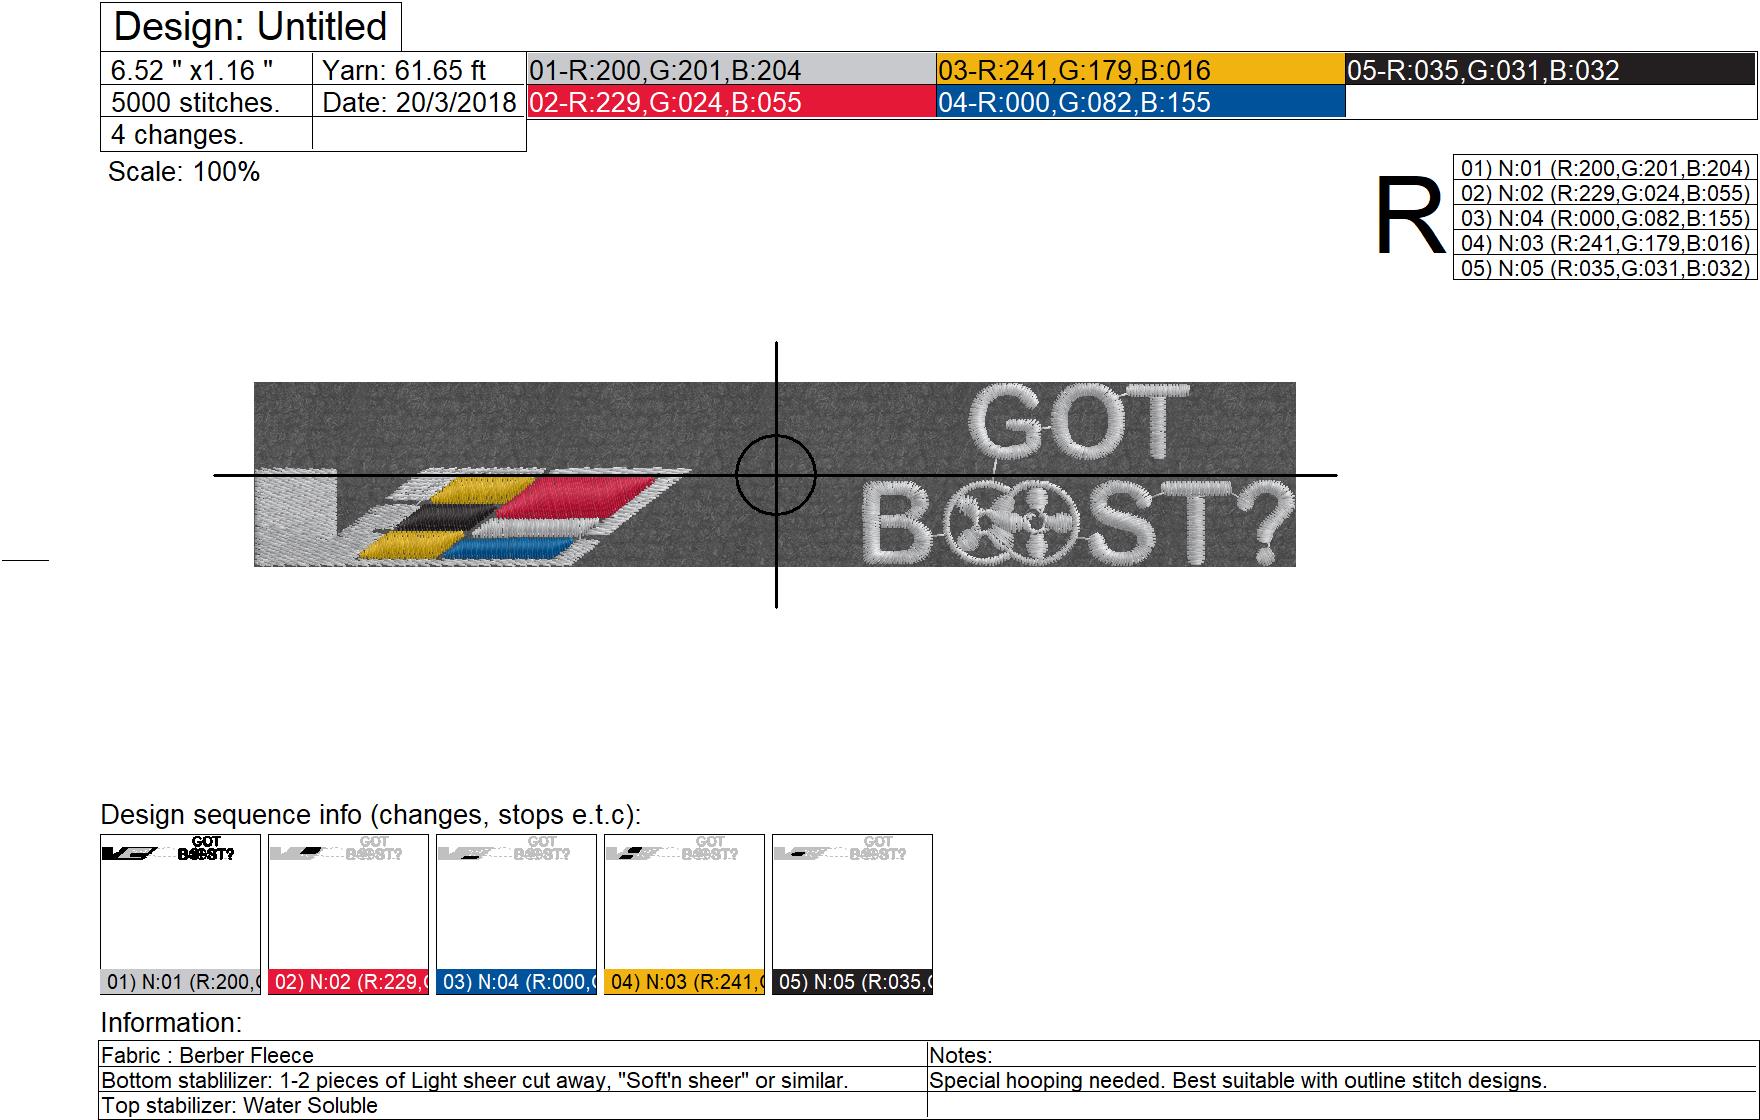 Design: Untitled
6.52 " x1.16 "
Yarn: 61.65 ft
01-R:200,G:201,B:204
03-R:241,G:179,B:016
05-R:035,G:031,B:032
5000 stitches.
Date: 20/3/2018
02-R:229,G:024,B:055
04-R:000,G:082,B:155
4 changes.
Scale: 100%
R
01) N:01 (R:200,G:201,B:204)
02) N:02 (R:229,G:024,B:055)
03) N:04 (R:000,G:082,B:155)
04) N:03 (R:241,G:179,B:016)
05) N:05 (R:035,G:031,B:032)
GOT
BOOST?
Design sequence info (changes, stops e.t.c):
GOT
BOOST?
GOT
BOOST?
GOT
BOOST?
GOT
BOOST?
GOT
BOOST?
01) N:01 (R:200,G
02) N:02 (R:229,G
03) N:04 (R:000,G
04) N:03 (R:241,G
05) N:05 (R:035,G
Information:
Fabric : Berber Fleece
Notes:
Bottom stablilizer: 1-2 pieces of Light sheer cut away, "Soft'n sheer" or similar.
Special hooping needed. Best suitable with outline stitch designs.
Top stabilizer: Water Soluble